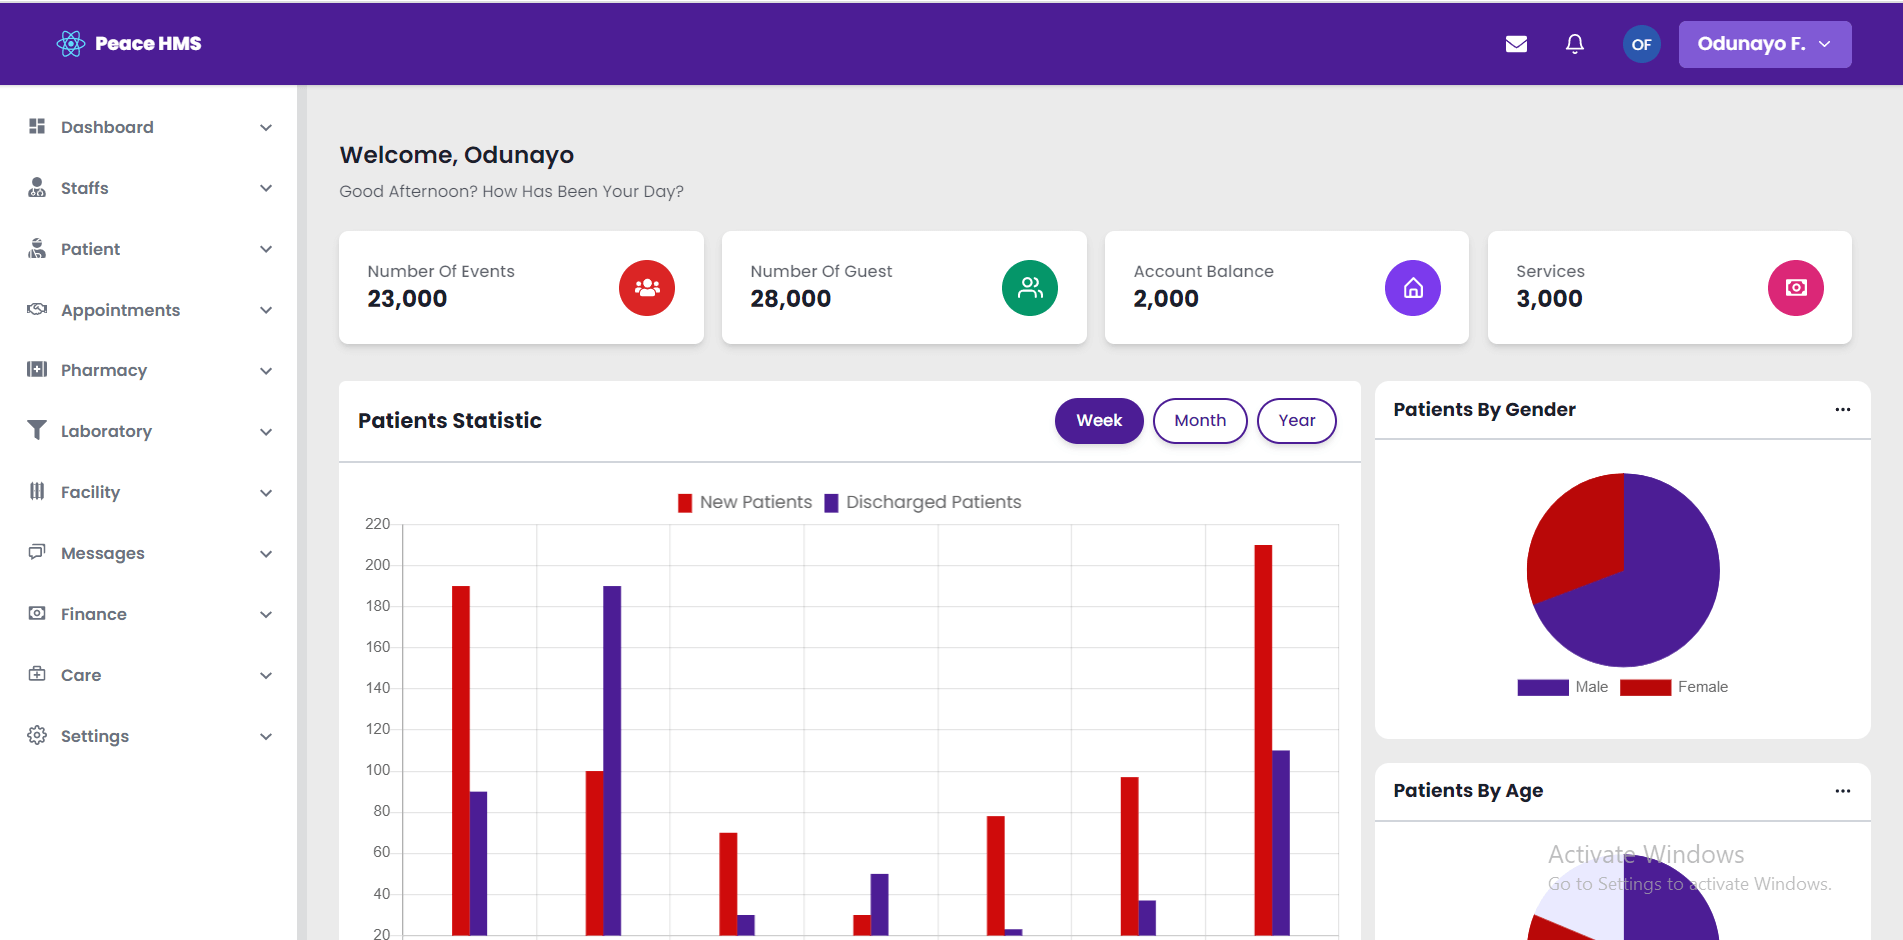 Peace HMS
OF
Odunayo F.
Dashboard
Staffs
Patient
Appointments
Pharmacy
Laboratory
Facility
Messages
Finance
Care
Settings
Welcome, Odunayo
Good Afternoon? How Has Been Your Day?
Number Of Events
23,000
Number Of Guest
28,000
Account Balance
2,000
Services
3,000
Patients Statistic
Week
Month
Year
New Patients
Discharged Patients
220
200
180
160
140
120
100
80
60
40
20
Patients By Gender
Male
Female
Patients By Age
Activate Windows
Go to Settings to activate Windows.